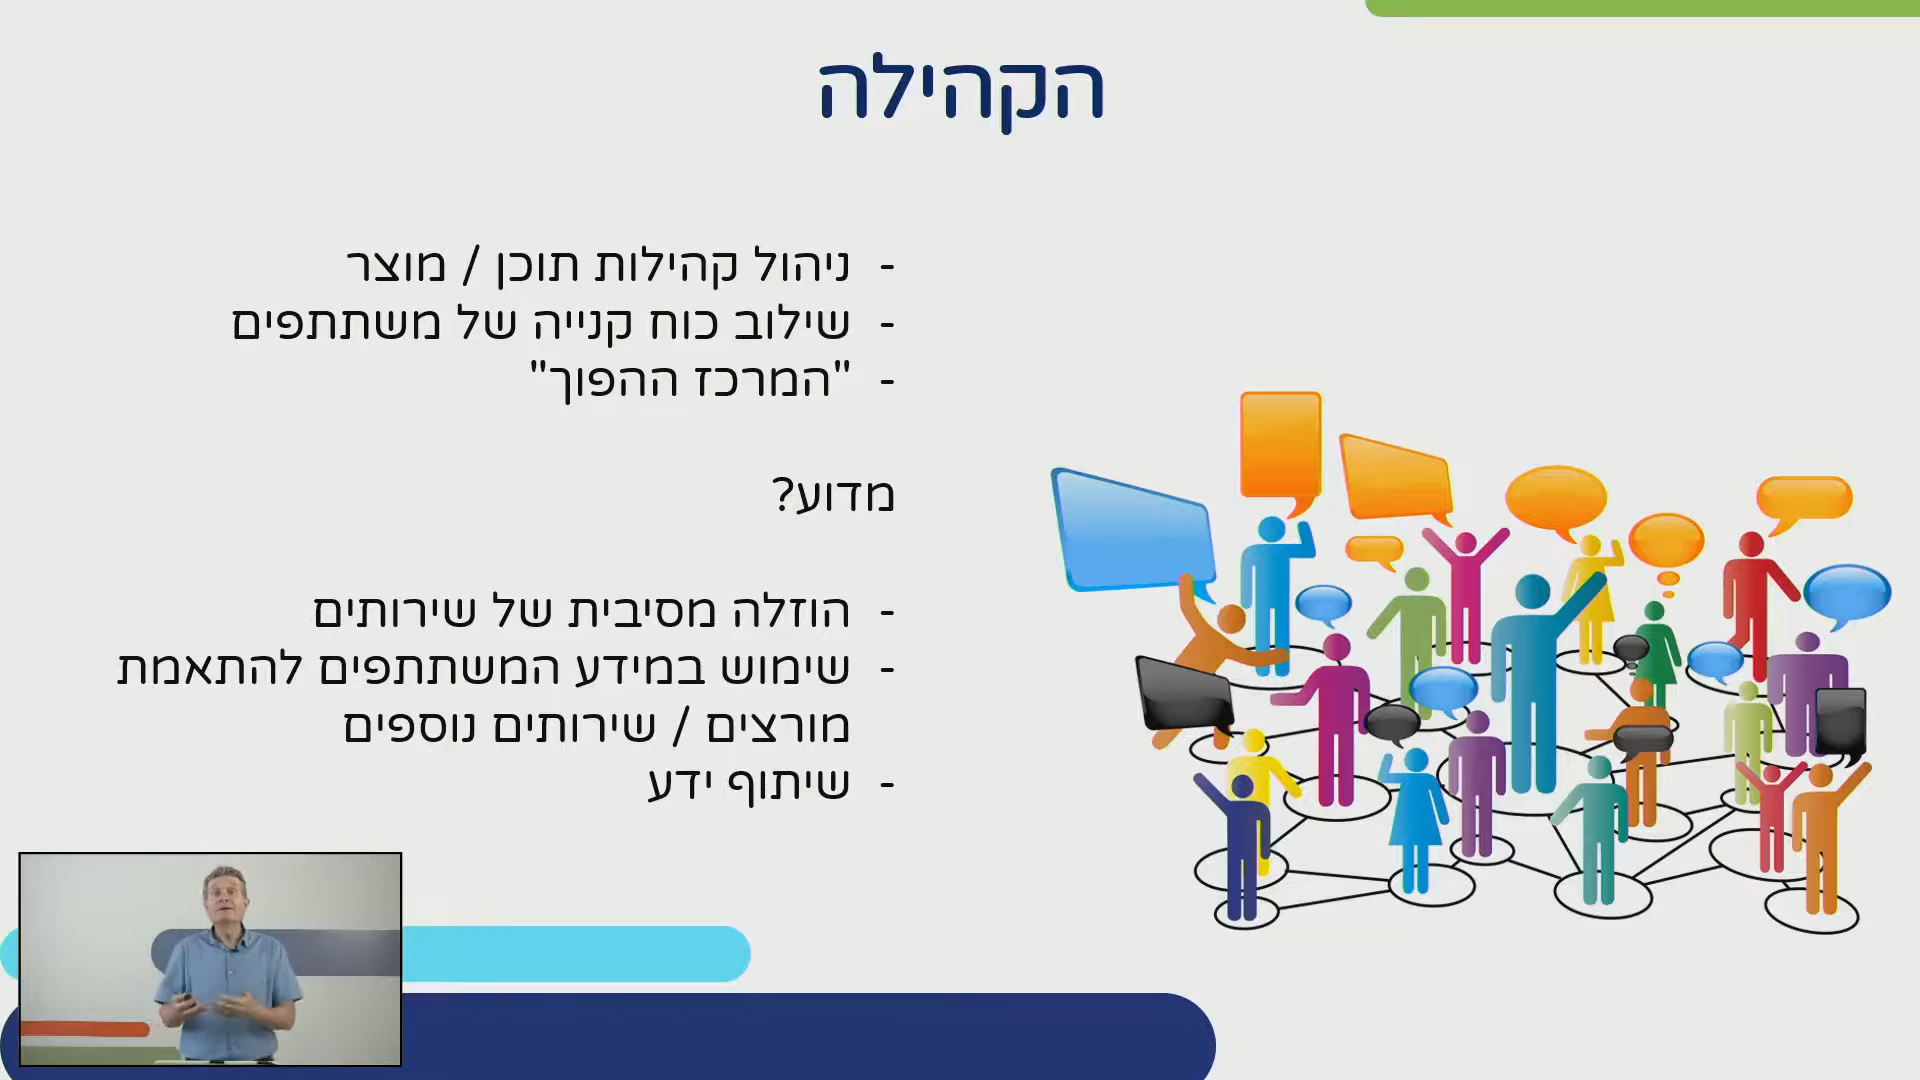 הקהילה
- ניהול קהילות תוכן / מוצר
- שילוב כוח קנייה של משתתפים
- "המרכז ההפוך"
מדוע?
- הוזלה מסיבית של שירותים
- שימוש במידע המשתתפים להתאמת
מורצים / שירותים נוספים
- שיתוף ידע